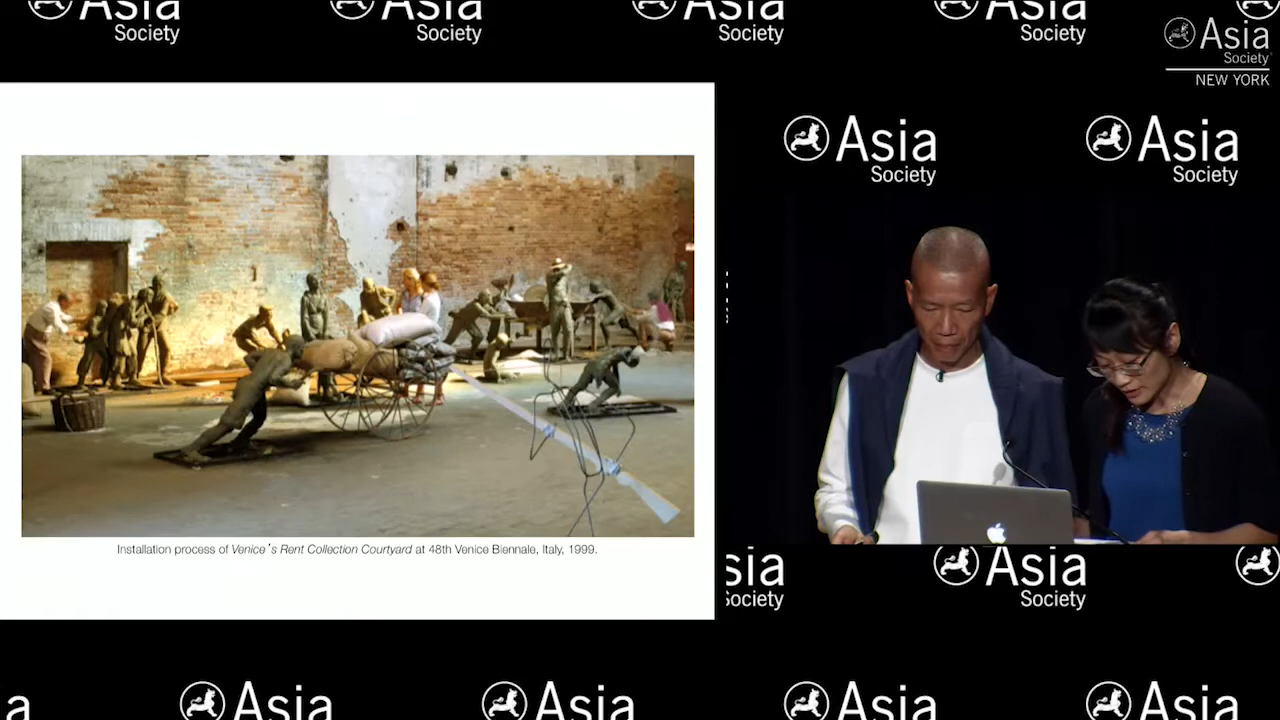 Asia
Society
Asia
Society
Asia
Society
Asia
Society
Asia
Society
NEW YORK
Asia
Society
Asia
Society
Installation process of Venice's Rent Collection Courtyard at 48th Venice Biennale, Italy, 1999.
sia
Society
Asia
Society
a
Asia
Asia
Asia
Asia